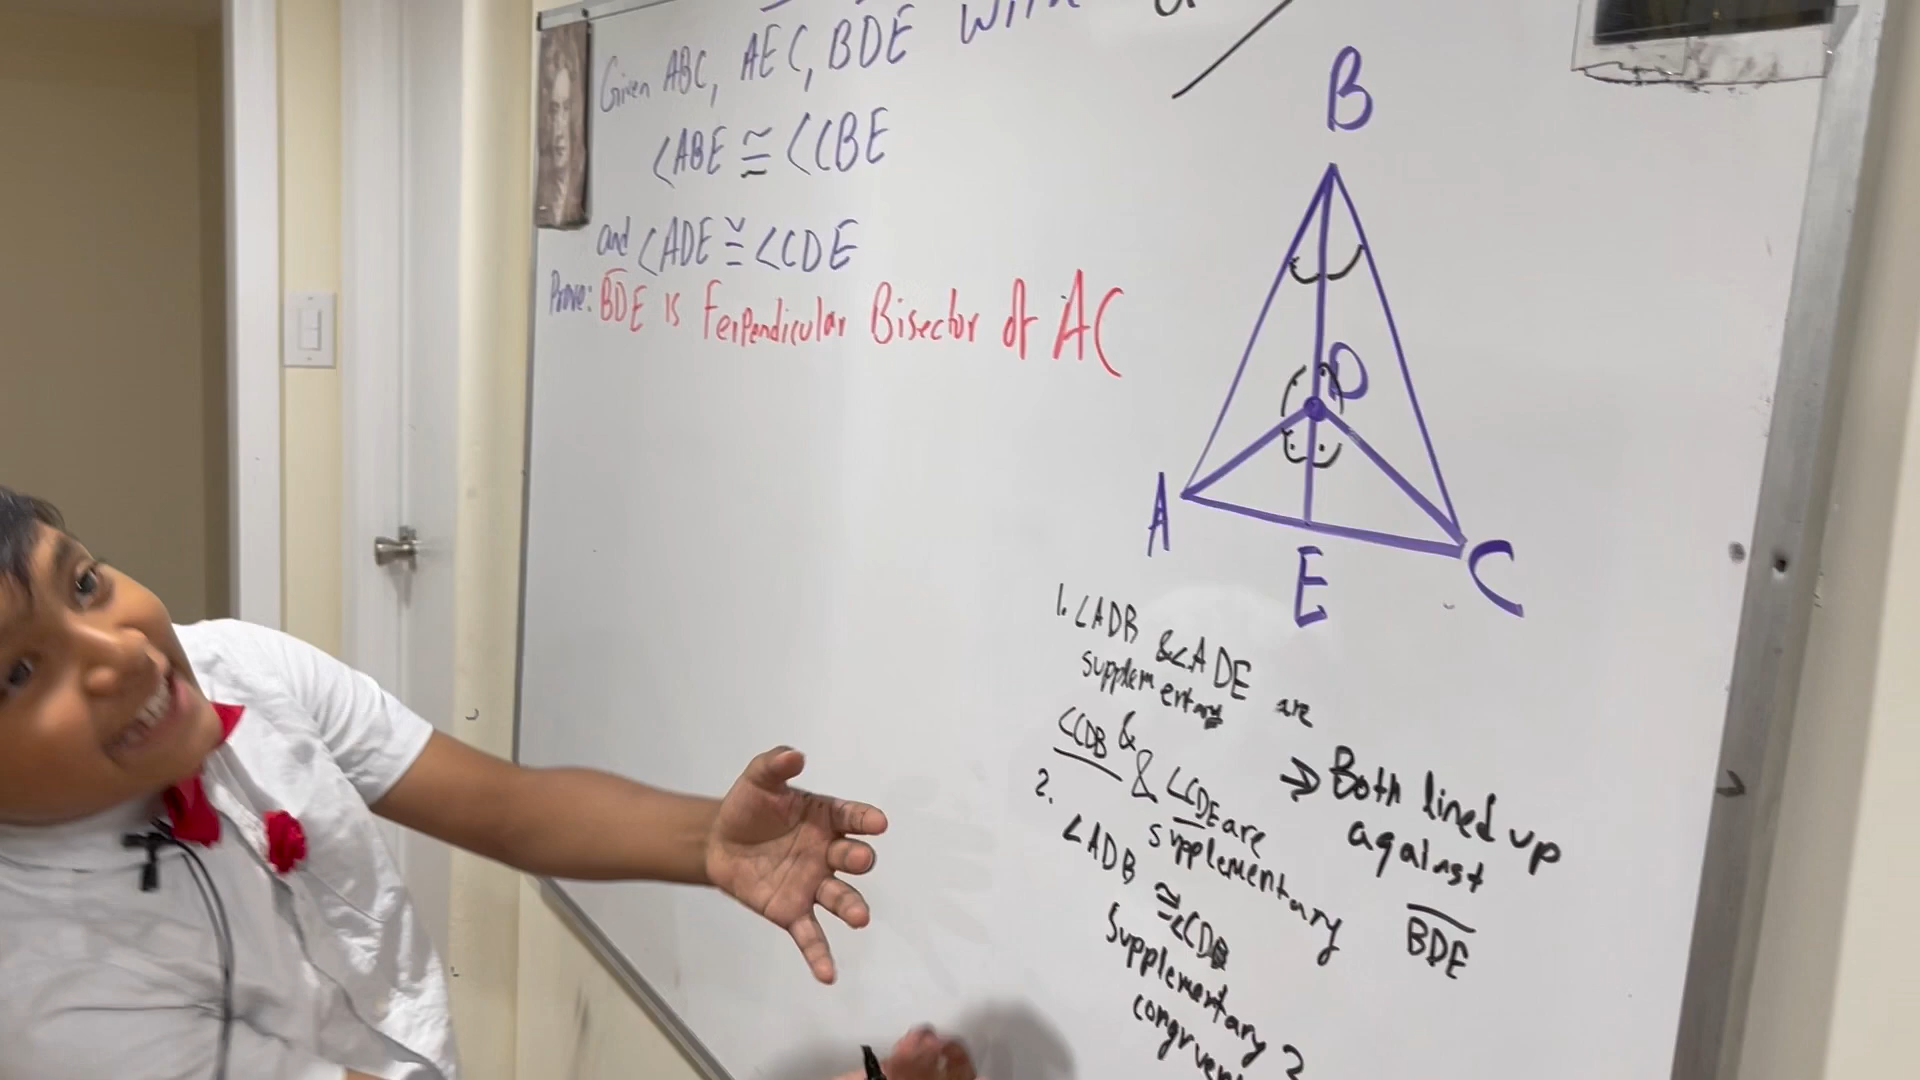 Given ABC, AEC, BDE with
<ABE ≅ <CBE
and <ADE ≅ <CDE
Prove: BDE is Perpendicular Bisector of AC
B
D
A
E
C
1. <ADB & <ADE are
supplementary
<CDB &
& <CDE are
supplementary
⇒ Both lined up
against
BDE
2.
<ADB
≅ <CDB
Supplementary 2